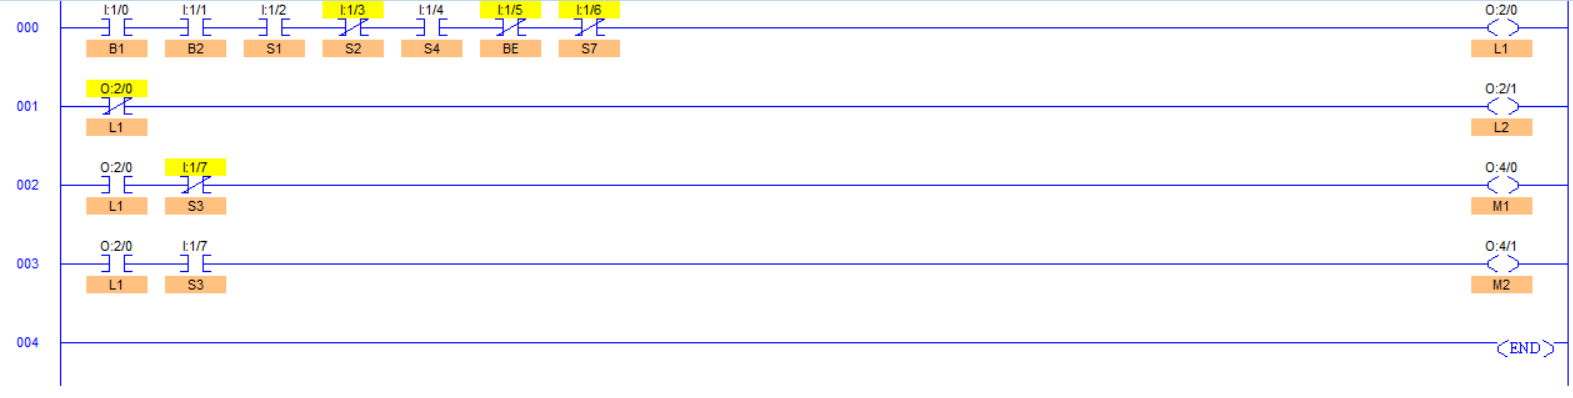 I:1/0 I:1/1 I:1/2 I:1/3 I:1/4 I:1/5 I:1/6 O:2/0
000
B1 B2 S1 S2 S4 BE S7 L1
O:2/0 O:2/1
001
L1 L2
O:2/0 I:1/7 O:4/0
002
L1 S3 M1
O:2/0 I:1/7 O:4/1
003
L1 S3 M2
004
END